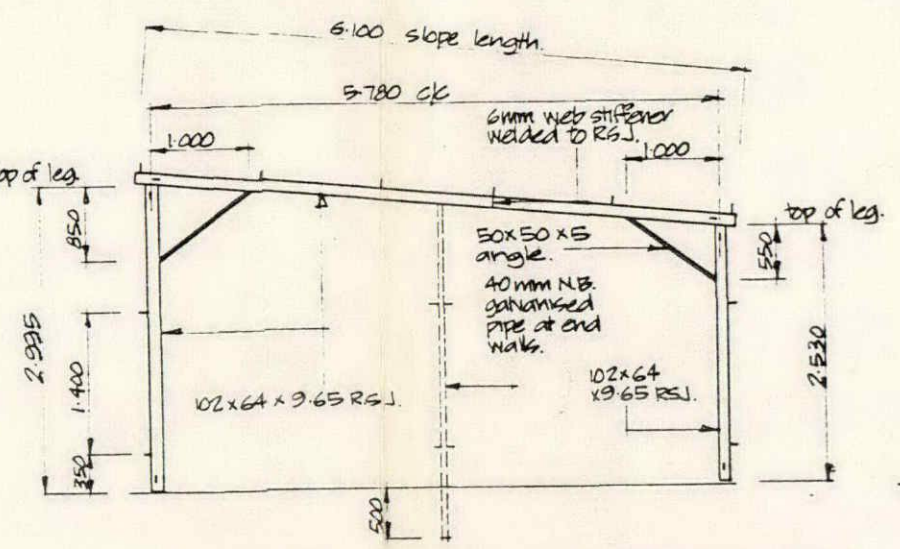 6.100 slope length.
5.780 c/c
6mm web stiffener
welded to RSJ.
1.000
1.000
top of leg.
top of leg.
850
550
50x50x5
angle.
40mm N.B.
galvanised
pipe at end
walls.
2.995
1.400
2.530
102x64x9.65 RSJ.
102x64
x9.65 RSJ.
350
500